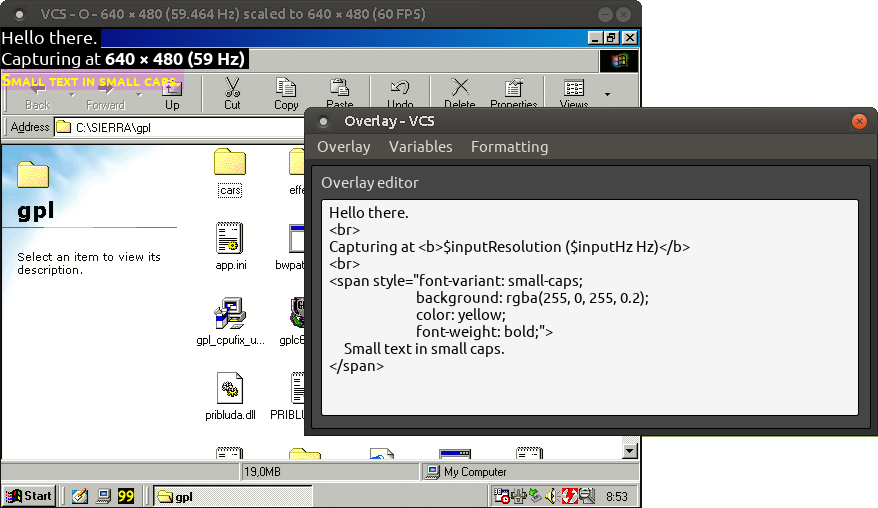 VCS - O - 640 × 480 (59.464 Hz) scaled to 640 × 480 (60 FPS)
Hello there.
Capturing at 640 × 480 (59 Hz)
Small text in small caps.
Back
Forward
Up
Cut
Copy
Paste
Undo
Delete
Properties
Views
Address
C:\SIERRA\gpl
gpl
Select an item to view its
description.
cars
app.ini
gpl_cpufix_u...
pribluda.dll
Overlay - VCS
Overlay
Variables
Formatting
Overlay editor
Hello there.
<br>
Capturing at <b>$inputResolution ($inputHz Hz)</b>
<br>
<span style="font-variant: small-caps;
background: rgba(255, 0, 255, 0.2);
color: yellow;
font-weight: bold;">
Small text in small caps.
</span>
19,0MB
My Computer
Start
99
gpl
8:53